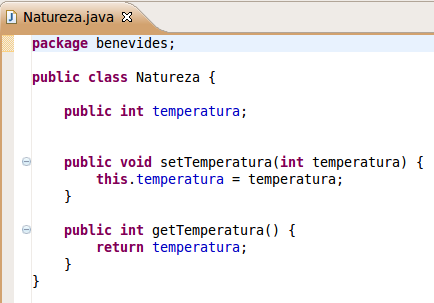 Natureza.java
package benevides;
public class Natureza {
public int temperatura;
public void setTemperatura(int temperatura) {
this.temperatura = temperatura;
}
public int getTemperatura() {
return temperatura;
}
}